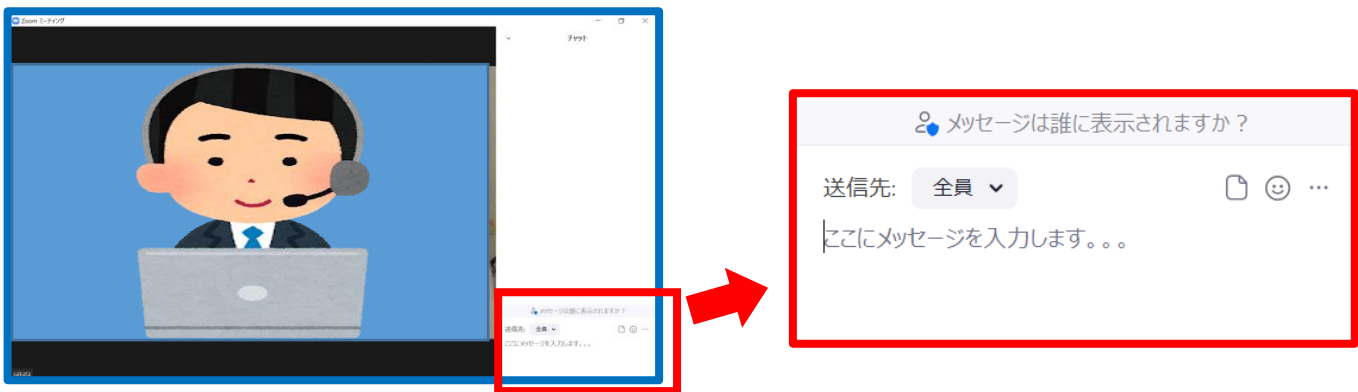 Zoom ミーティング
チャット
メッセージは誰に表示されますか？
送信先: 全員
ここにメッセージを入力します。。。
sakata
メッセージは誰に表示されますか？
送信先: 全員
ここにメッセージを入力します。。。